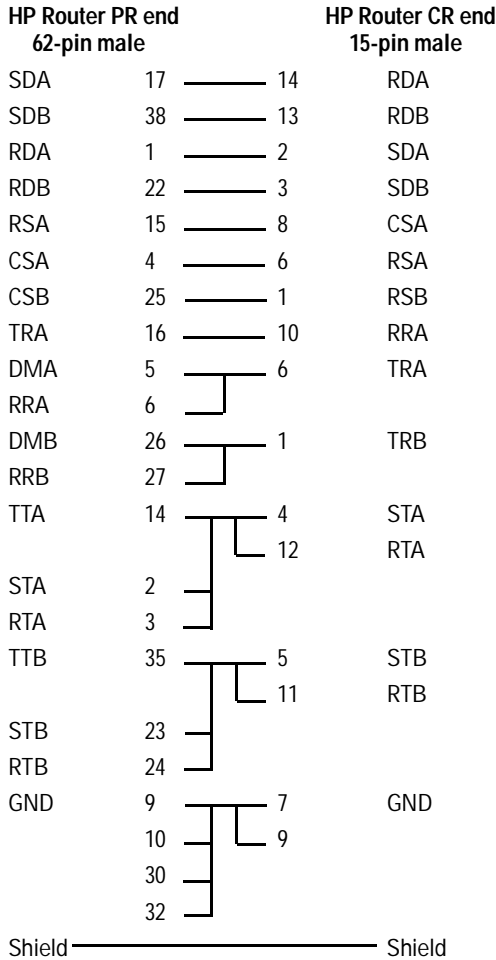 HP Router PR end HP Router CR end
62-pin male 15-pin male
SDA 17 14 RDA
SDB 38 13 RDB
RDA 1 2 SDA
RDB 22 3 SDB
RSA 15 8 CSA
CSA 4 6 RSA
CSB 25 1 RSB
TRA 16 10 RRA
DMA 5 6 TRA
RRA 6
DMB 26 1 TRB
RRB 27
TTA 14 4 STA
12 RTA
STA 2
RTA 3
TTB 35 5 STB
11 RTB
STB 23
RTB 24
GND 9 7 GND
10 9
30
32
Shield Shield